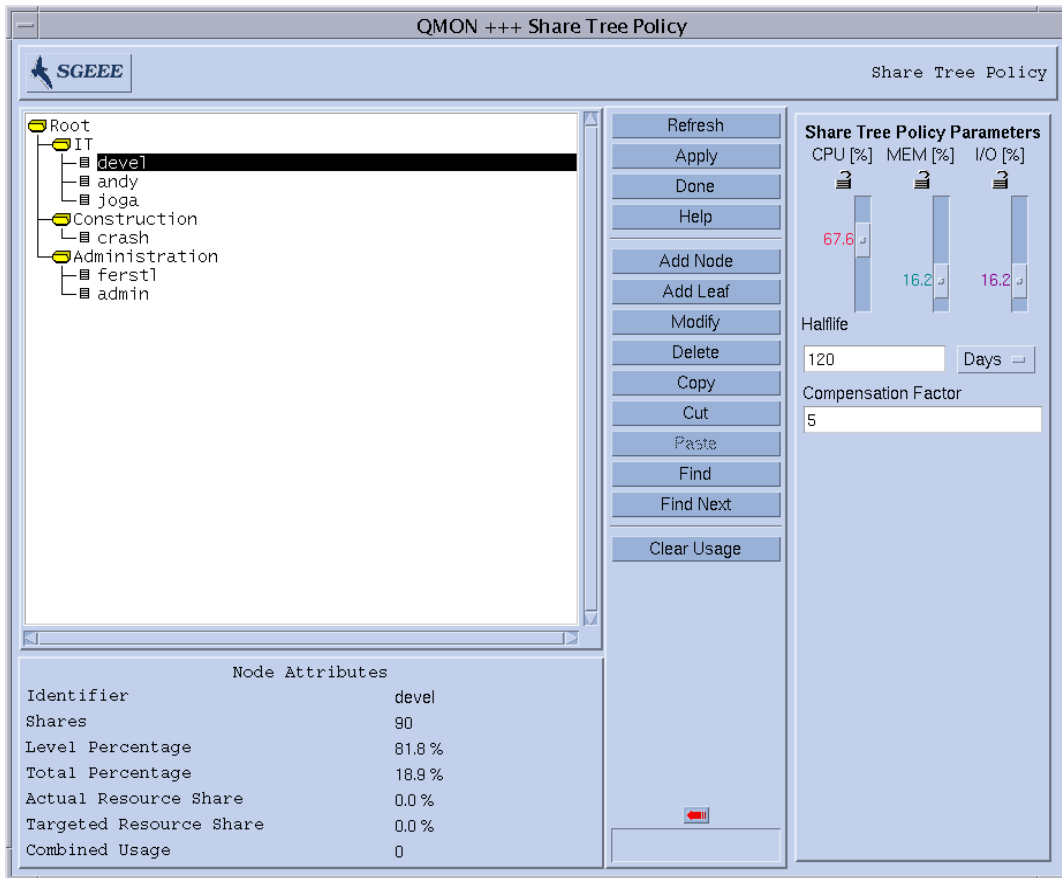 QMON +++ Share Tree Policy
SGEEE
Share Tree Policy
Root
IT
devel
andy
joga
Construction
crash
Administration
ferstl
admin
Refresh
Apply
Done
Help
Add Node
Add Leaf
Modify
Delete
Copy
Cut
Paste
Find
Find Next
Clear Usage
Share Tree Policy Parameters
CPU [%] MEM [%] I/O [%]
67.6
16.2 16.2
Halflife
120 Days
Compensation Factor
5
Node Attributes
Identifier devel
Shares 90
Level Percentage 81.8 %
Total Percentage 18.9 %
Actual Resource Share 0.0 %
Targeted Resource Share 0.0 %
Combined Usage 0